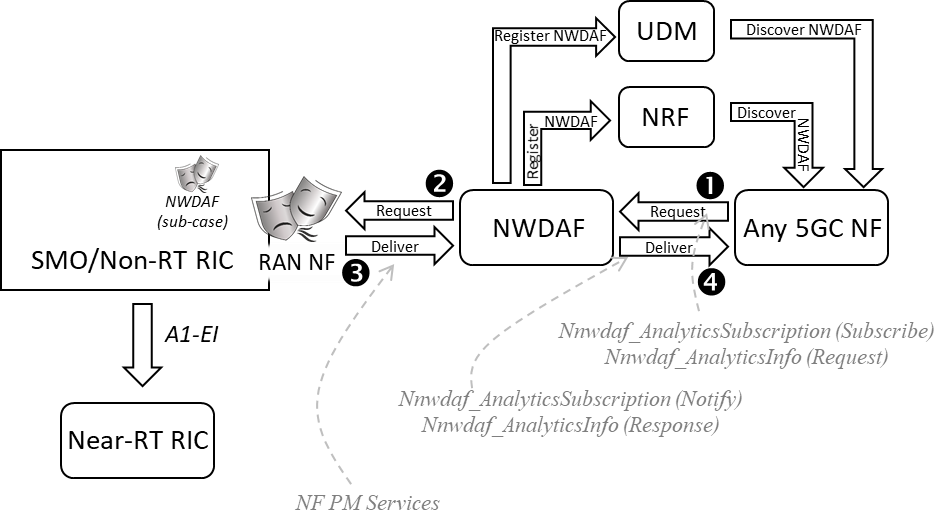 Register NWDAF
UDM
Discover NWDAF
Register
NWDAF
NRF
Discover
NWDAF
NWDAF
(sub-case)
SMO/Non-RT RIC
RAN NF
2
Request
Deliver
3
NWDAF
1
Request
Deliver
4
Any 5GC NF
A1-EI
Near-RT RIC
Nnwdaf_AnalyticsSubscription (Subscribe)
Nnwdaf_AnalyticsInfo (Request)
Nnwdaf_AnalyticsSubscription (Notify)
Nnwdaf_AnalyticsInfo (Response)
NF PM Services